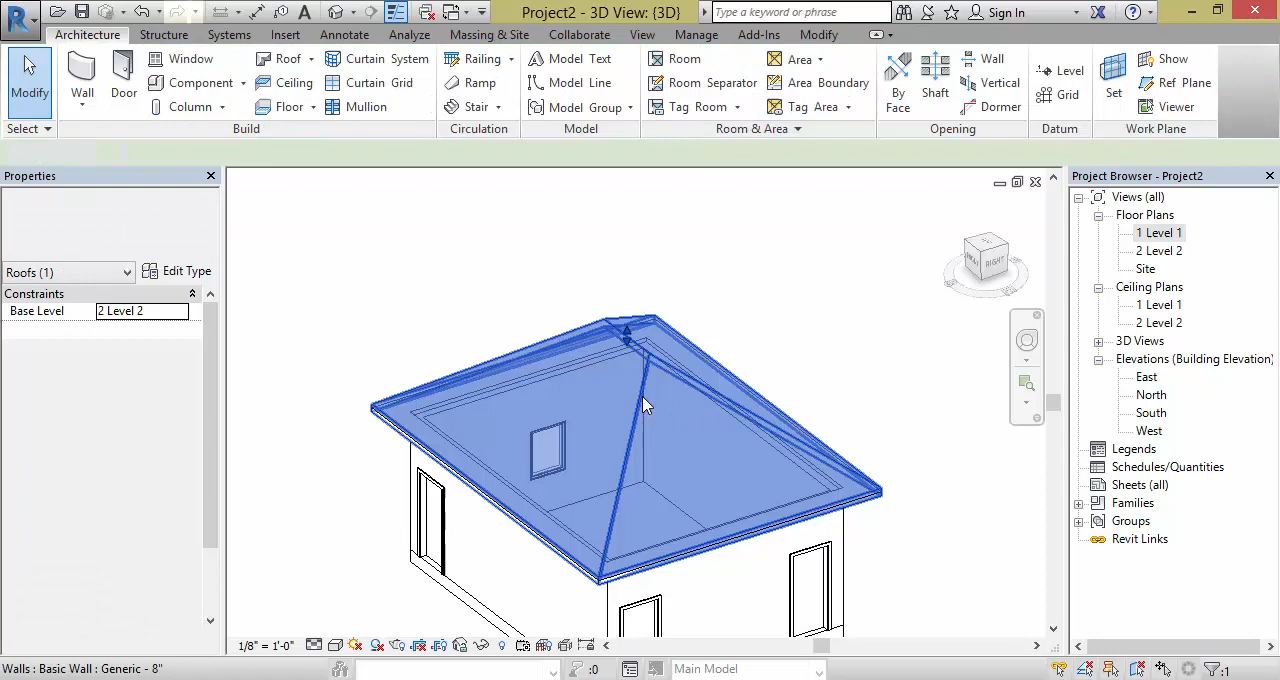 Project2 - 3D View: {3D}
Type a keyword or phrase
Sign In
Architecture Structure Systems Insert Annotate Analyze Massing & Site Collaborate View Manage Add-Ins Modify
Modify
Wall
Door
Window
Component
Column
Roof
Ceiling
Floor
Curtain System
Curtain Grid
Mullion
Railing
Ramp
Stair
Model Text
Model Line
Model Group
Room
Room Separator
Tag Room
Area
Area Boundary
Tag Area
By
Face
Shaft
Wall
Vertical
Dormer
Level
Grid
Set
Show
Ref Plane
Viewer
Select
Build
Circulation
Model
Room & Area
Opening
Datum
Work Plane
Properties
Roofs (1)
Edit Type
Constraints
Base Level 2 Level 2
RIGHT
Project Browser - Project2
Views (all)
Floor Plans
1 Level 1
2 Level 2
Site
Ceiling Plans
1 Level 1
2 Level 2
3D Views
Elevations (Building Elevation)
East
North
South
West
Legends
Schedules/Quantities
Sheets (all)
Families
Groups
Revit Links
1/8" = 1'-0"
Walls : Basic Wall : Generic - 8"
:0
Main Model
:1